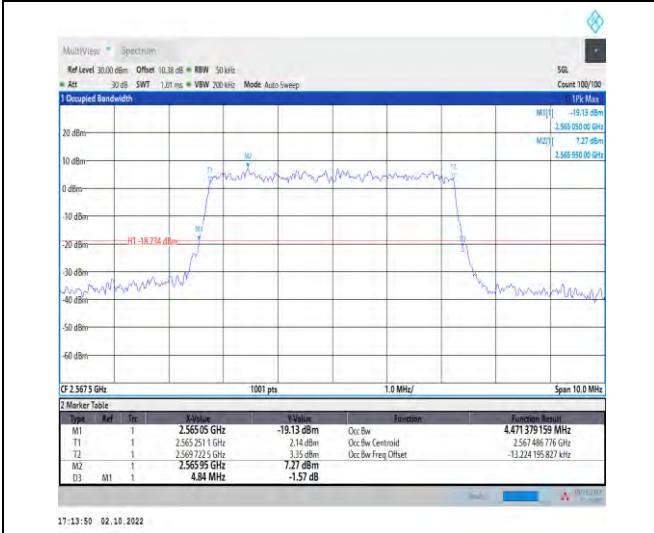 MultiView Spectrum
Ref Level 30.00 dBm Offset 10.38 dB RBW 50 kHz SGL
Att 30 dB SWT 1.01 ms VBW 200 kHz Mode Auto Sweep Count 100/100
1 Occupied Bandwidth 1Pk Max
M1[1] -19.13 dBm
2.565 050 00 GHz
M2[1] 7.27 dBm
2.565 950 00 GHz
20 dBm
10 dBm
T1 M2 T2
0 dBm
-10 dBm
M1
H1 -18.734 dBm
-20 dBm
-30 dBm
-40 dBm
-50 dBm
-60 dBm
CF 2.567 5 GHz 1001 pts 1.0 MHz/ Span 10.0 MHz
2 Marker Table
Type Ref Trc X-Value Y-Value Function Function Result
M1 1 2.56505 GHz -19.13 dBm Occ Bw 4.471 379 159 MHz
T1 1 2.565 251 1 GHz 2.14 dBm Occ Bw Centroid 2.567 486 776 GHz
T2 1 2.569 722 5 GHz 3.35 dBm Occ Bw Freq Offset -13.224 195 827 kHz
M2 1 2.56595 GHz 7.27 dBm
D3 M1 1 4.84 MHz -1.57 dB
17:13:50 02.10.2022